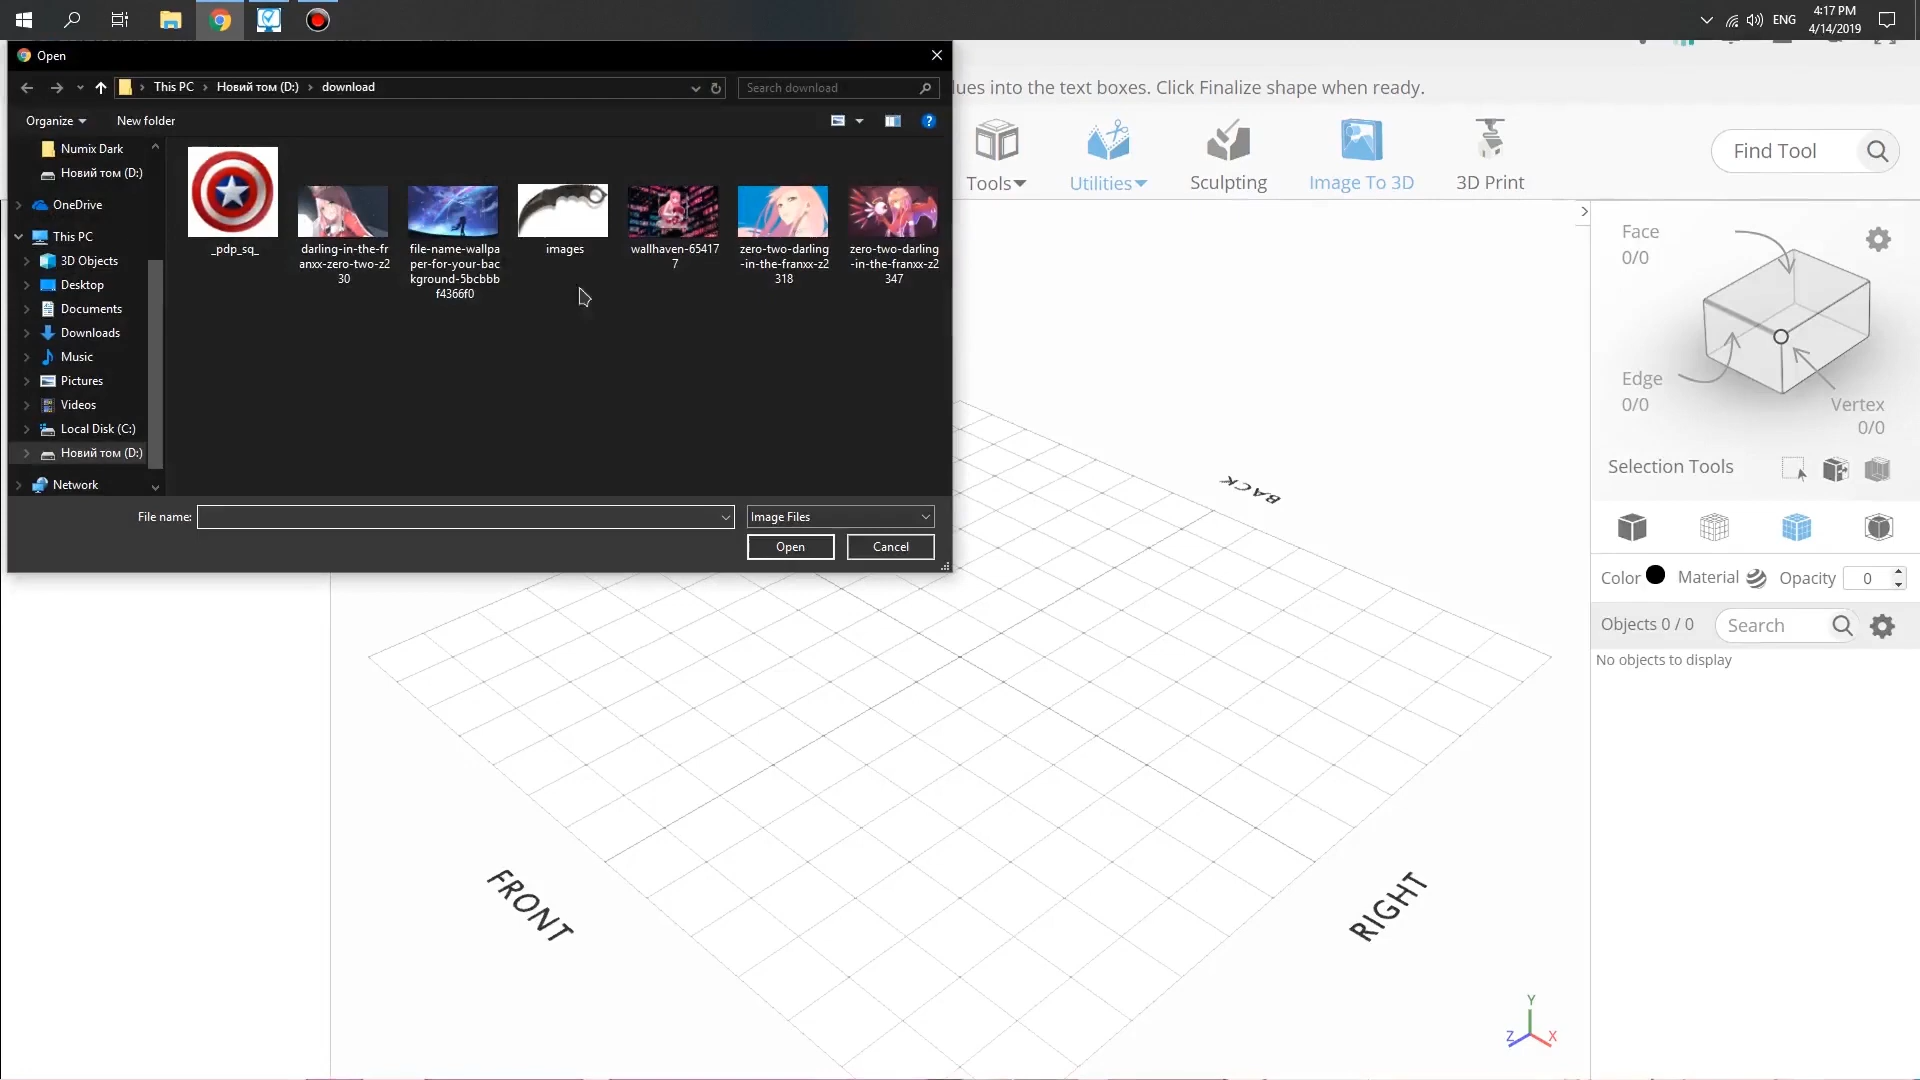 4:17 PM
ENG
4/14/2019
Open
This PC
Новий том (D:)
download
Search download
lues into the text boxes. Click Finalize shape when ready.
Organize
New folder
Numix Dark
Новий том (D:)
OneDrive
This PC
3D Objects
Desktop
Documents
Downloads
Music
Pictures
Videos
Local Disk (C:)
Новий том (D:)
Network
_pdp_sq_
darling-in-the-fr
anxx-zero-two-z2
30
file-name-wallpa
per-for-your-bac
kground-5bcbbb
f4366f0
images
wallhaven-65417
7
zero-two-darling
-in-the-franxx-z2
318
zero-two-darling
-in-the-franxx-z2
347
File name:
Image Files
Open
Cancel
Tools
Utilities
Sculpting
Image To 3D
3D Print
Find Tool
Face
0/0
Edge
0/0
Vertex
0/0
Selection Tools
Color
Material
Opacity
0
Objects 0 / 0
Search
No objects to display
BACK
FRONT
RIGHT
Y
Z
X